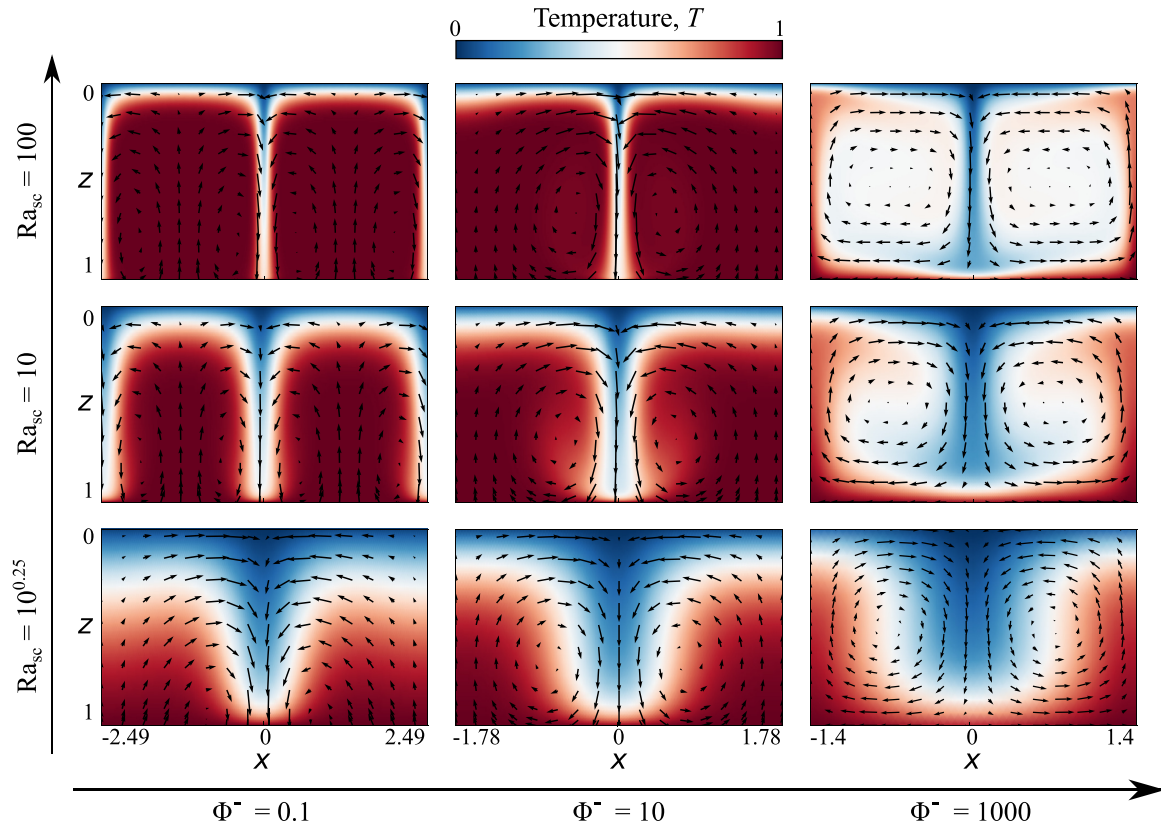 Temperature, T
0 1
Ra_sc = 100
0
z
1
Ra_sc = 10
0
z
1
Ra_sc = 10^0.25
0
z
1
-2.49 0 2.49
x
-1.78 0 1.78
x
-1.4 0 1.4
x
Φ⁻ = 0.1
Φ⁻ = 10
Φ⁻ = 1000